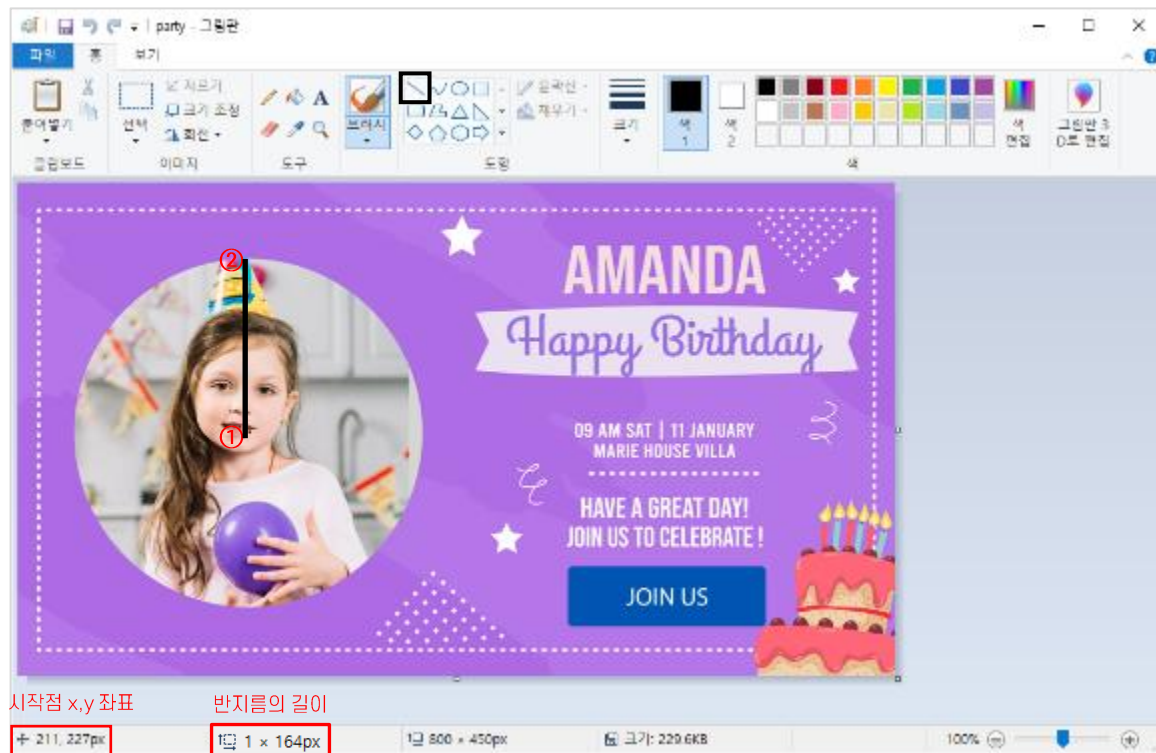 party - 그림판
파일 홈 보기
붙여넣기
클립보드
선택
자르기
크기 조정
회전
이미지
A
도구
브러시
윤곽선
채우기
도형
크기
색
1
색
2
색
편집
색
그림판 3
D로 편집
②
①
AMANDA
Happy Birthday
09 AM SAT | 11 JANUARY
MARIE HOUSE VILLA
HAVE A GREAT DAY!
JOIN US TO CELEBRATE !
JOIN US
시작점 x,y 좌표
반지름의 길이
211, 227px
1 × 164px
800 × 450px
크기: 229.6KB
100%